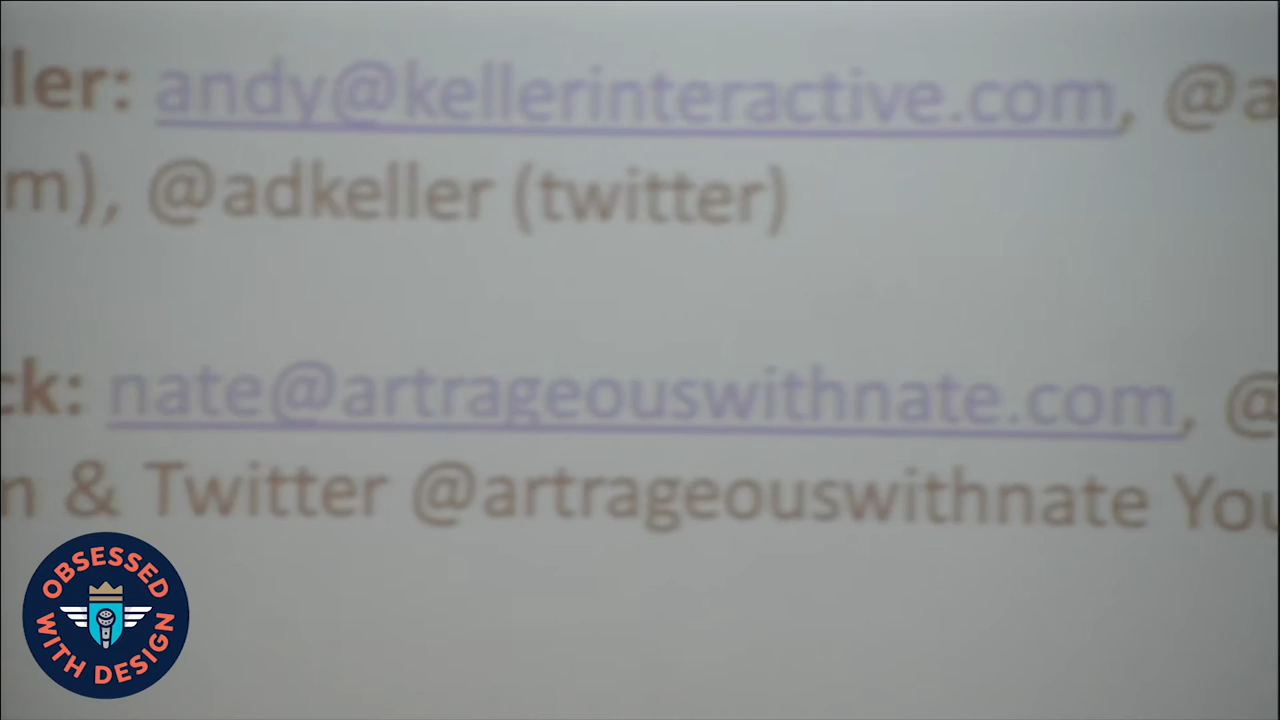 ller: andy@kellerinteractive.com, @a
m), @adkeller (twitter)
ck: nate@artrageouswithnate.com, @
m & Twitter @artrageouswithnate You
OBSESSED
WITH DESIGN